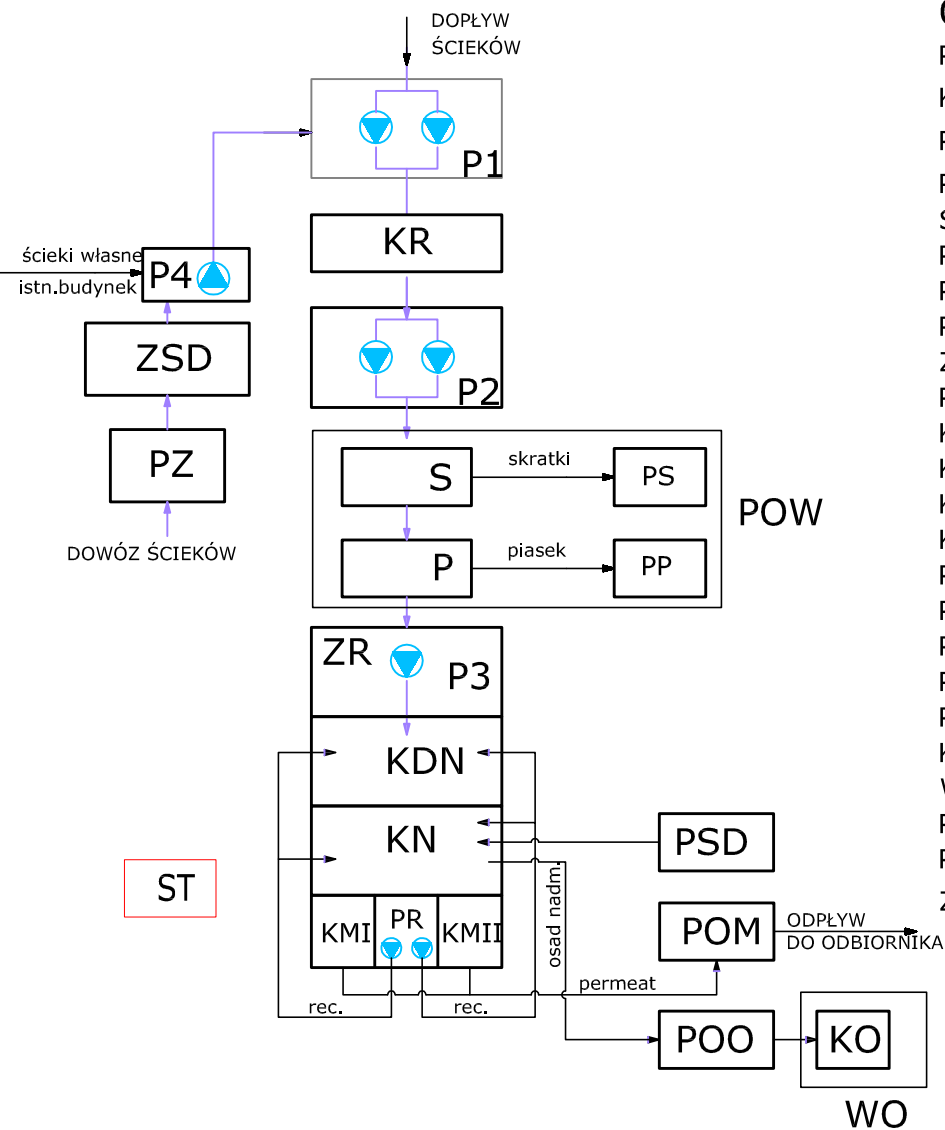 DOPŁYW
ŚCIEKÓW
P1
KR
ścieki własne
istn.budynek
P4
ZSD
P2
PZ
DOWÓZ ŚCIEKÓW
S
skratki
PS
POW
P
piasek
PP
ZR
P3
KDN
KN
PSD
ST
osad nadm.
KMI
PR
KMII
POM
ODPŁYW
DO ODBIORNIKA
permeat
rec.
rec.
POO
KO
WO